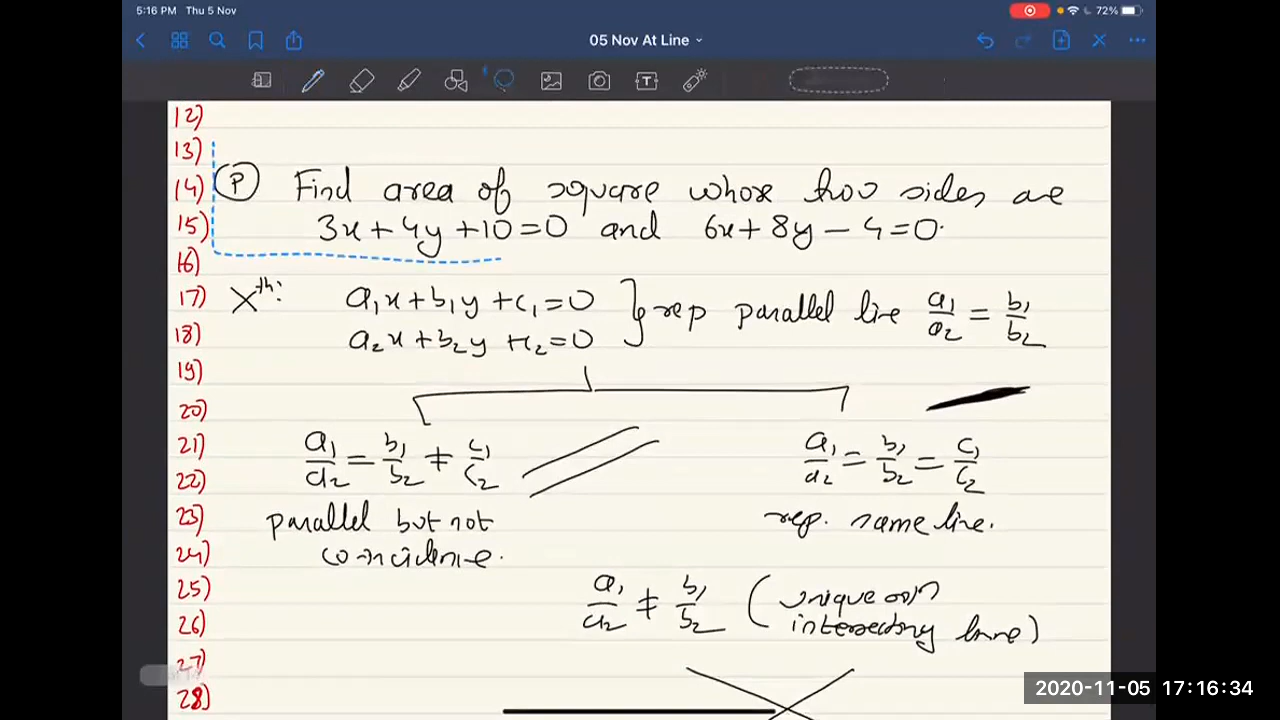 5:16 PM Thu 5 Nov
72%
05 Nov At Line
12)
13)
14) P Find area of square whose two sides are
15) 3x + 4y + 10 = 0 and 6x + 8y - 4 = 0.
16)
17) Xth: a₁x + b₁y + c₁ = 0 } rep parallel line a₁/a₂ = b₁/b₂
18) a₂x + b₂y + c₂ = 0
19)
20)
21) 22) a₁/a₂ = b₁/b₂ ≠ c₁/c₂ a₁/a₂ = b₁/b₂ = c₁/c₂
23) parallel but not rep. same line.
24)
25) a₁/a₂ ≠ b₁/b₂ (unique
26) intersecting line)
27)
28)
2020-11-05 17:16:34